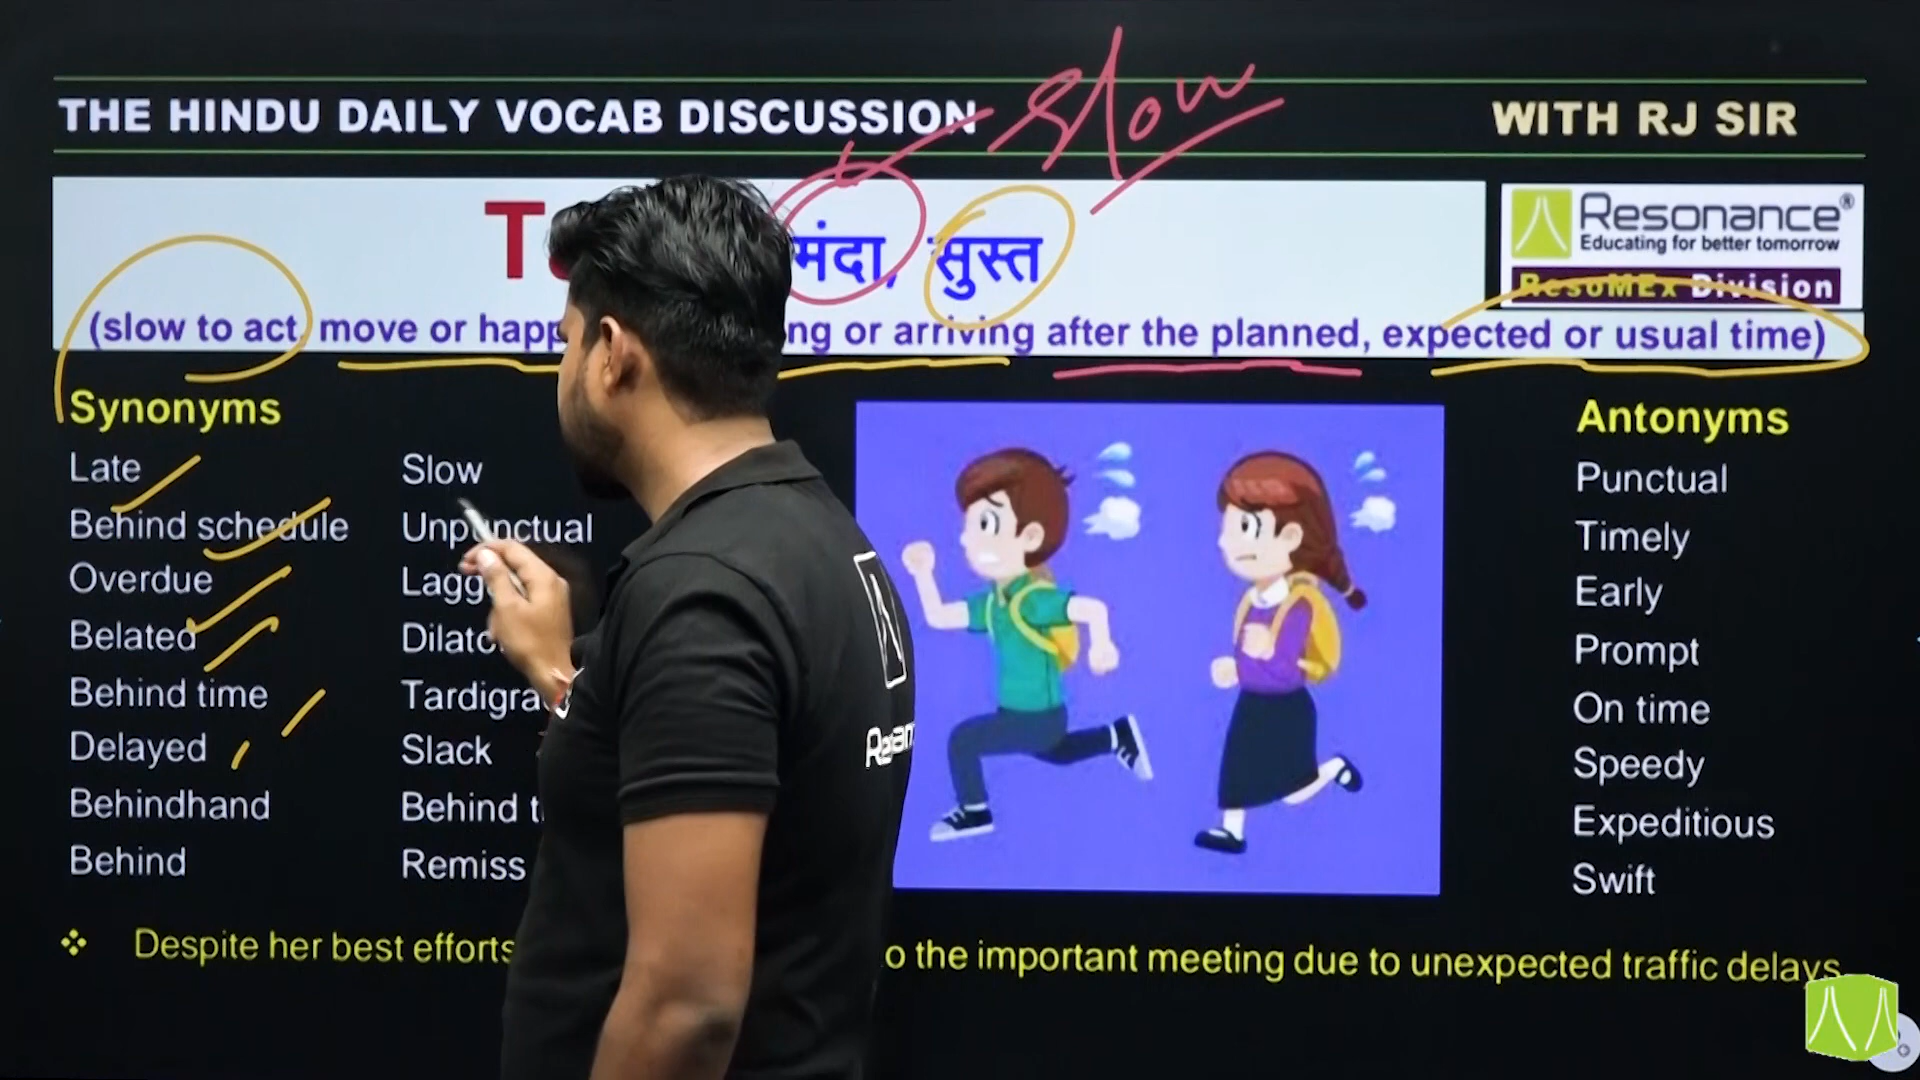 slow
THE HINDU DAILY VOCAB DISCUSSION
WITH RJ SIR
मंदा, सुस्त
Resonance®
Educating for better tomorrow
ResoMEx Division
(slow to act, move or or arriving after the planned, expected or usual time)
Synonyms
Antonyms
Late
Slow
Punctual
Behind schedule
Unpunctual
Timely
Overdue
Early
Belated
Prompt
Behind time
On time
Delayed
Slack
Speedy
Behindhand
Behind
Expeditious
Behind
Remiss
Swift
Despite her best efforts the important meeting due to unexpected traffic delays